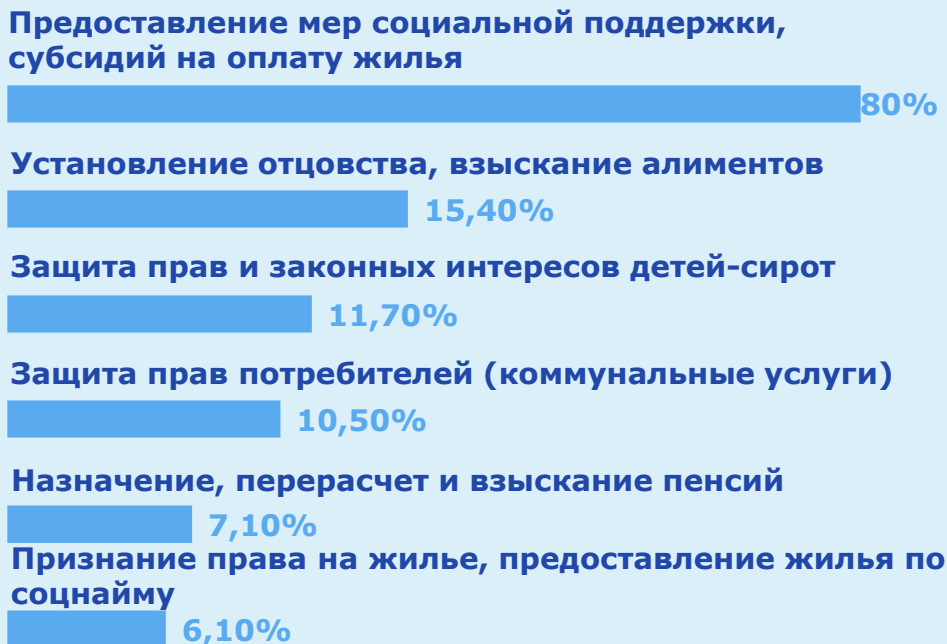 Предоставление мер социальной поддержки,
субсидий на оплату жилья
80%
Установление отцовства, взыскание алиментов
15,40%
Защита прав и законных интересов детей-сирот
11,70%
Защита прав потребителей (коммунальные услуги)
10,50%
Назначение, перерасчет и взыскание пенсий
7,10%
Признание права на жилье, предоставление жилья по
соцнайму
6,10%